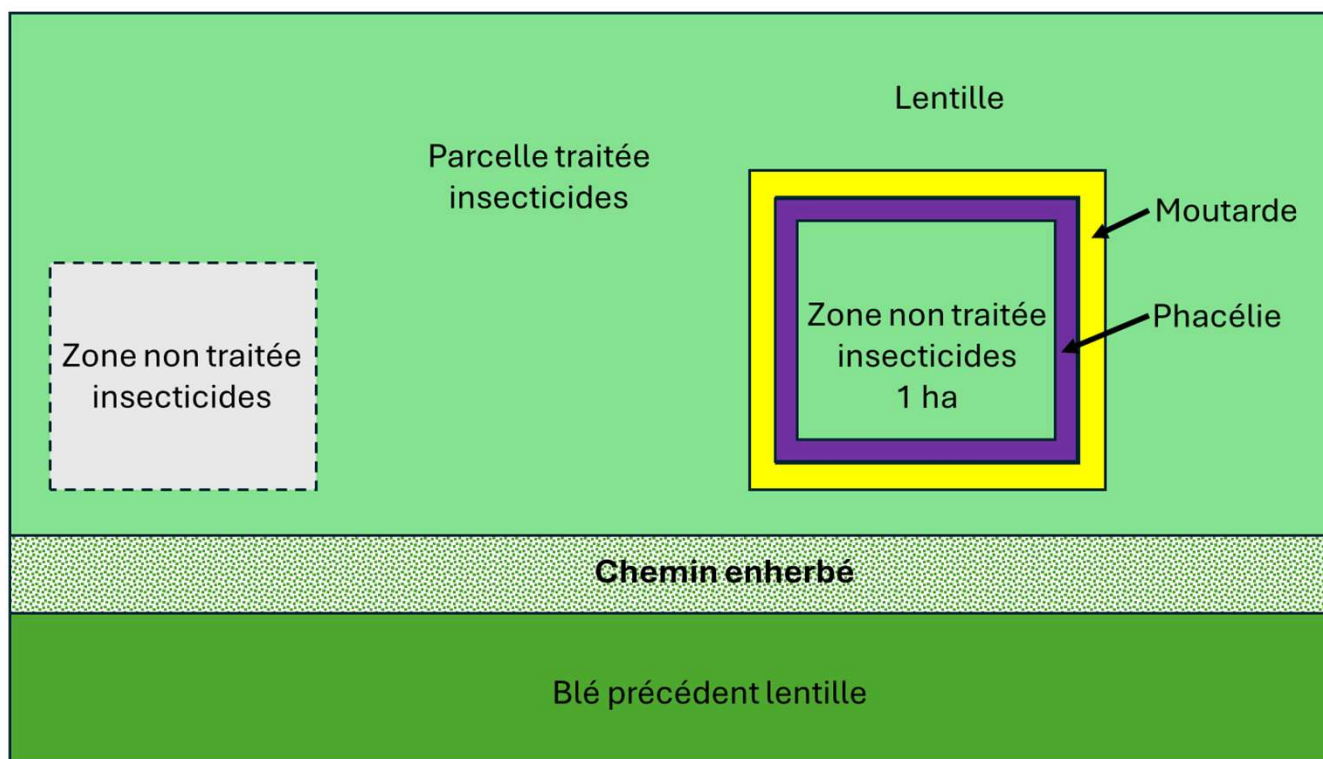 Lentille
Parcelle traitée
insecticides
Moutarde
Zone non traitée
insecticides
1 ha
Phacélie
Zone non traitée
insecticides
Chemin enherbé
Blé précédent lentille